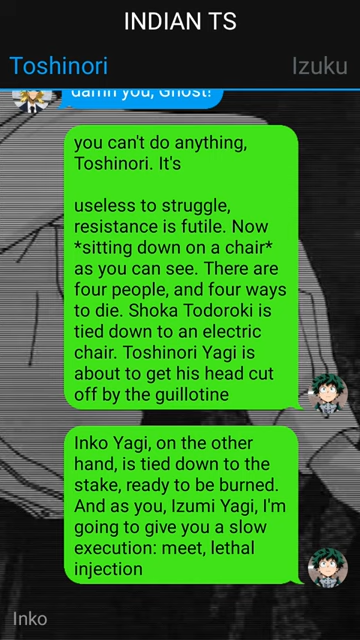 INDIAN TS
Toshinori
Izuku
damn you, Ghost!
you can't do anything,
Toshinori. It's
useless to struggle,
resistance is futile. Now
*sitting down on a chair*
as you can see. There are
four people, and four ways
to die. Shoka Todoroki is
tied down to an electric
chair. Toshinori Yagi is
about to get his head cut
off by the guillotine
Inko Yagi, on the other
hand, is tied down to the
stake, ready to be burned.
And as you, Izumi Yagi, I'm
going to give you a slow
execution: meet, lethal
injection
Inko